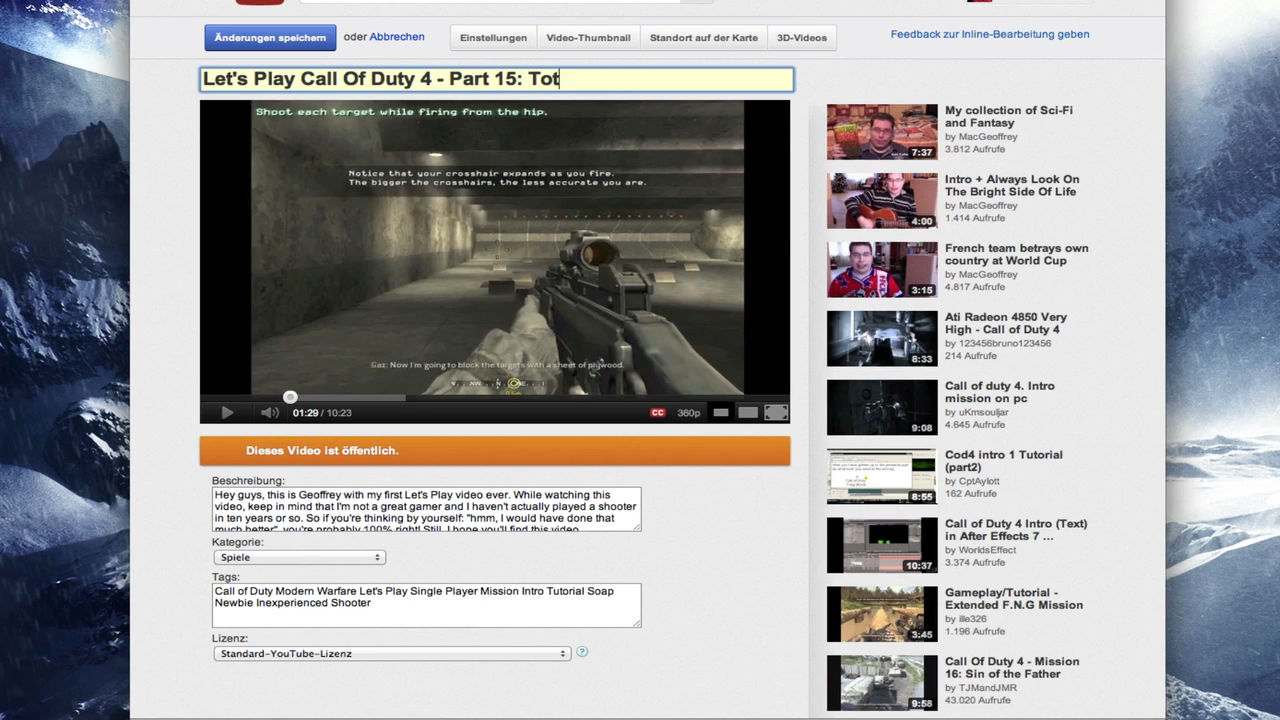 Änderungen speichern oder Abbrechen Einstellungen Video-Thumbnail Standort auf der Karte 3D-Videos Feedback zur Inline-Bearbeitung geben
Let's Play Call Of Duty 4 - Part 15: Tot
Shoot each target while firing from the hip.
Notice that your crosshair expands as you fire.
The bigger the crosshairs, the less accurate you are.
Gaz: Now I'm going to block the targets with a sheet of plywood.
01:29 / 10:23 CC 360p
Dieses Video ist öffentlich.
Beschreibung:
Hey guys, this is Geoffrey with my first Let's Play video ever. While watching this
video, keep in mind that I'm not a great gamer and I haven't actually played a shooter
in ten years or so. So if you're thinking by yourself: "hmm, I would have done that
much better", you're probably 100% right! Still, I hope you'll find this video
Kategorie:
Spiele
Tags:
Call of Duty Modern Warfare Let's Play Single Player Mission Intro Tutorial Soap
Newbie Inexperienced Shooter
Lizenz:
Standard-YouTube-Lizenz ?
My collection of Sci-Fi
and Fantasy
by MacGeoffrey
3.812 Aufrufe
7:37
Intro + Always Look On
The Bright Side Of Life
by MacGeoffrey
1.414 Aufrufe
4:00
French team betrays own
country at World Cup
by MacGeoffrey
4.817 Aufrufe
3:15
Ati Radeon 4850 Very
High - Call of Duty 4
by 123456bruno123456
214 Aufrufe
8:33
Call of duty 4. Intro
mission on pc
by uKmsouljar
4.645 Aufrufe
9:08
Cod4 intro 1 Tutorial
(part2)
by CptAylott
162 Aufrufe
8:55
Call of Duty 4 Intro (Text)
in After Effects 7 ...
by WorldsEffect
3.374 Aufrufe
10:37
Gameplay/Tutorial -
Extended F.N.G Mission
by ille326
1.196 Aufrufe
3:45
Call Of Duty 4 - Mission
16: Sin of the Father
by TJMandJMR
43.020 Aufrufe
9:58